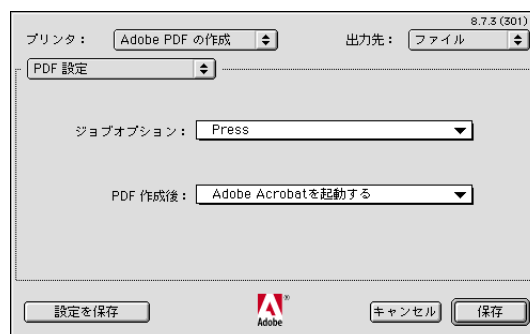 8.7.3 (301)
プリンタ： Adobe PDF の作成 出力先： ファイル
PDF 設定
ジョブオプション： Press
PDF 作成後： Adobe Acrobatを起動する
設定を保存 Adobe キャンセル 保存